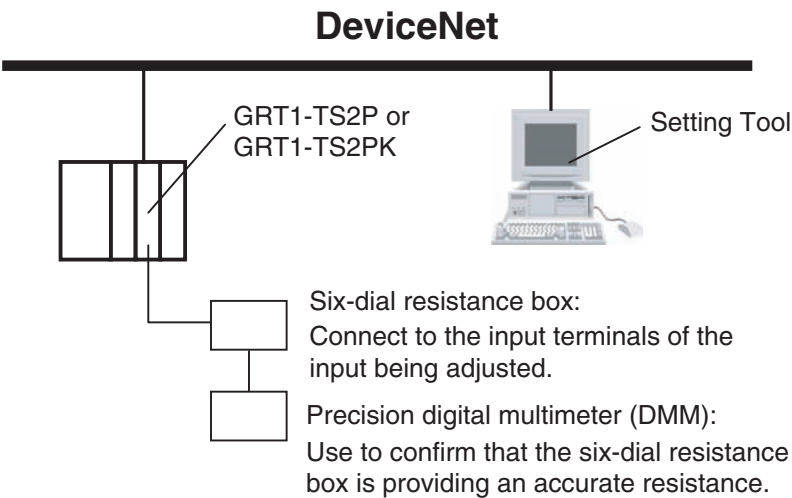 DeviceNet
GRT1-TS2P or
GRT1-TS2PK
Setting Tool
Six-dial resistance box:
Connect to the input terminals of the
input being adjusted.
Precision digital multimeter (DMM):
Use to confirm that the six-dial resistance
box is providing an accurate resistance.